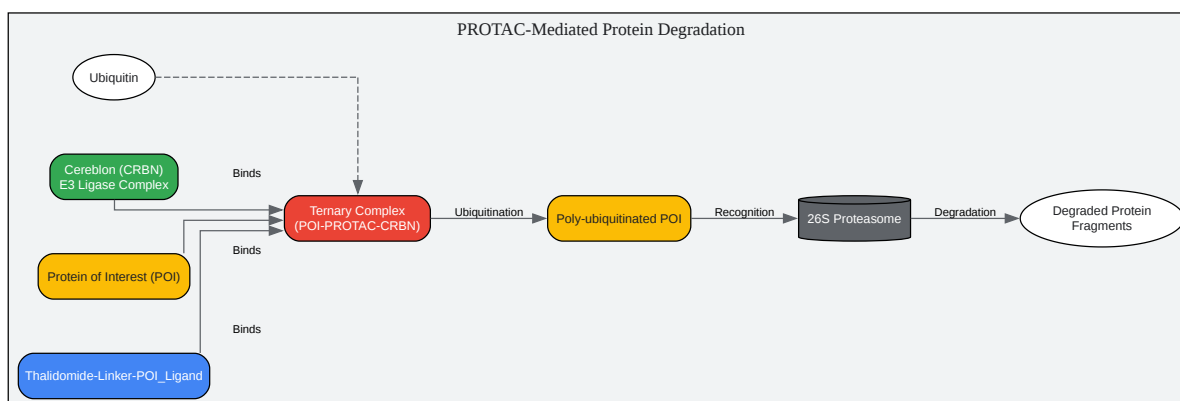 PROTAC-Mediated Protein Degradation
Ubiquitin
Cereblon (CRBN)
E3 Ligase Complex
Binds
Ternary Complex
(POI-PROTAC-CRBN)
Ubiquitination
Poly-ubiquitinated POI
Recognition
26S Proteasome
Degradation
Degraded Protein
Fragments
Binds
Protein of Interest (POI)
Binds
Thalidomide-Linker-POI_Ligand